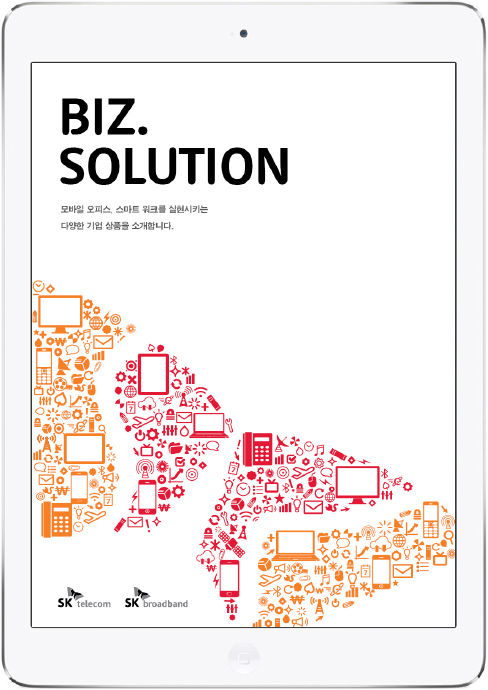 BIZ.
SOLUTION
모바일 오피스, 스마트 워크를 실현시키는
다양한 기업 상품을 소개합니다.
SK telecom SK broadband